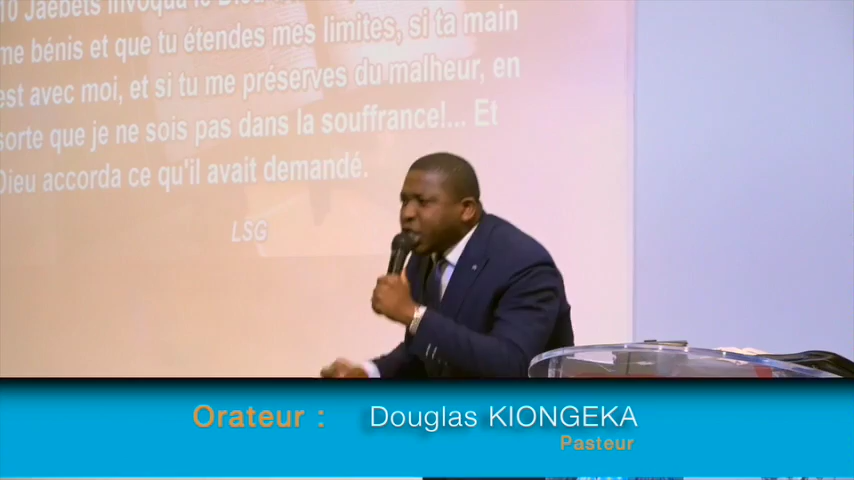 10 Jaebets invoqua le Dieu
me bénis et que tu étendes mes limites, si ta main
est avec moi, et si tu me préserves du malheur, en
sorte que je ne sois pas dans la souffrance!... Et
Dieu accorda ce qu'il avait demandé.
LSG
Orateur : Douglas KIONGEKA
Pasteur